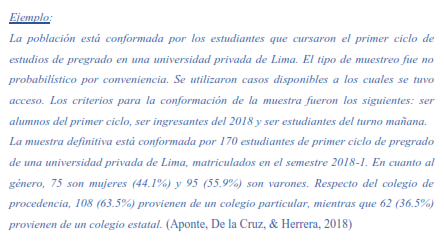 Ejemplo:
La población está conformada por los estudiantes que cursaron el primer ciclo de
estudios de pregrado en una universidad privada de Lima. El tipo de muestreo fue no
probabilístico por conveniencia. Se utilizaron casos disponibles a los cuales se tuvo
acceso. Los criterios para la conformación de la muestra fueron los siguientes: ser
alumnos del primer ciclo, ser ingresantes del 2018 y ser estudiantes del turno mañana.
La muestra definitiva está conformada por 170 estudiantes de primer ciclo de pregrado
de una universidad privada de Lima, matriculados en el semestre 2018-1. En cuanto al
género, 75 son mujeres (44.1%) y 95 (55.9%) son varones. Respecto del colegio de
procedencia, 108 (63.5%) provienen de un colegio particular, mientras que 62 (36.5%)
provienen de un colegio estatal. (Aponte, De la Cruz, & Herrera, 2018)